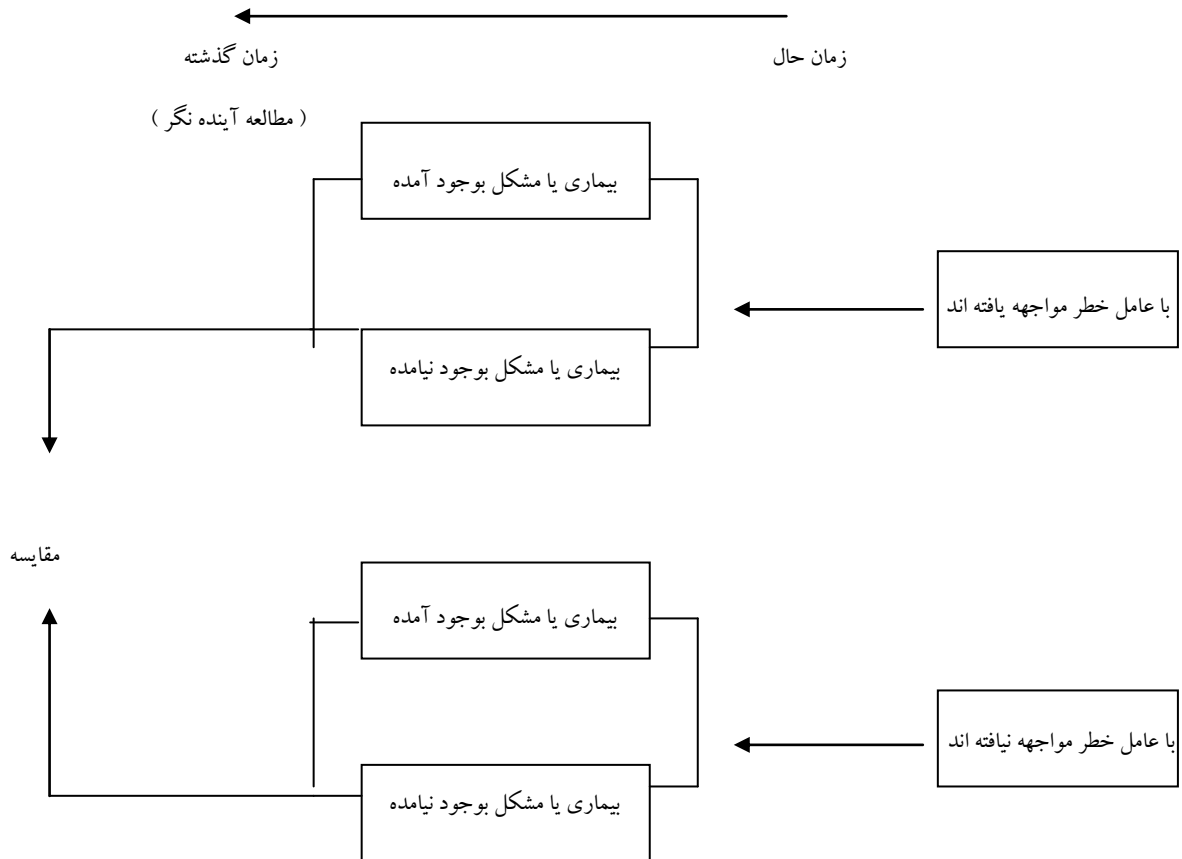 زمان حال
زمان گذشته
( مطالعه آینده نگر )
بیماری یا مشکل بوجود آمده
با عامل خطر مواجهه یافته اند
بیماری یا مشکل بوجود نیامده
مقایسه
بیماری یا مشکل بوجود آمده
با عامل خطر مواجهه نیافته اند
بیماری یا مشکل بوجود نیامده